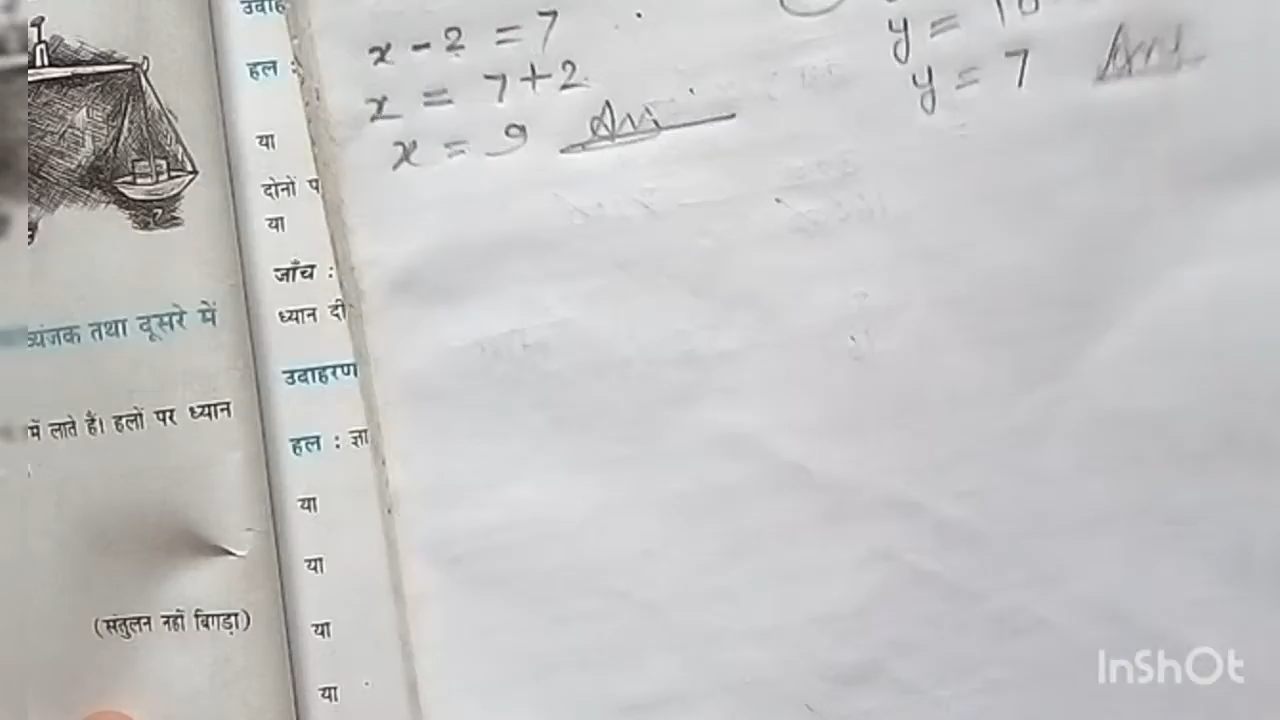 व्यंजक तथा दूसरे में
में लाते हैं। हलों पर ध्यान
(संतुलन नहीं बिगड़ा)
उदाह
हल :
या
दोनों प
या
जाँच :
ध्यान दी
उदाहरण
हल : ज्ञा
या
या
या
या
x - 2 = 7
x = 7 + 2
x = 9 Ans
y = 10
y = 7 Ans
InShOt